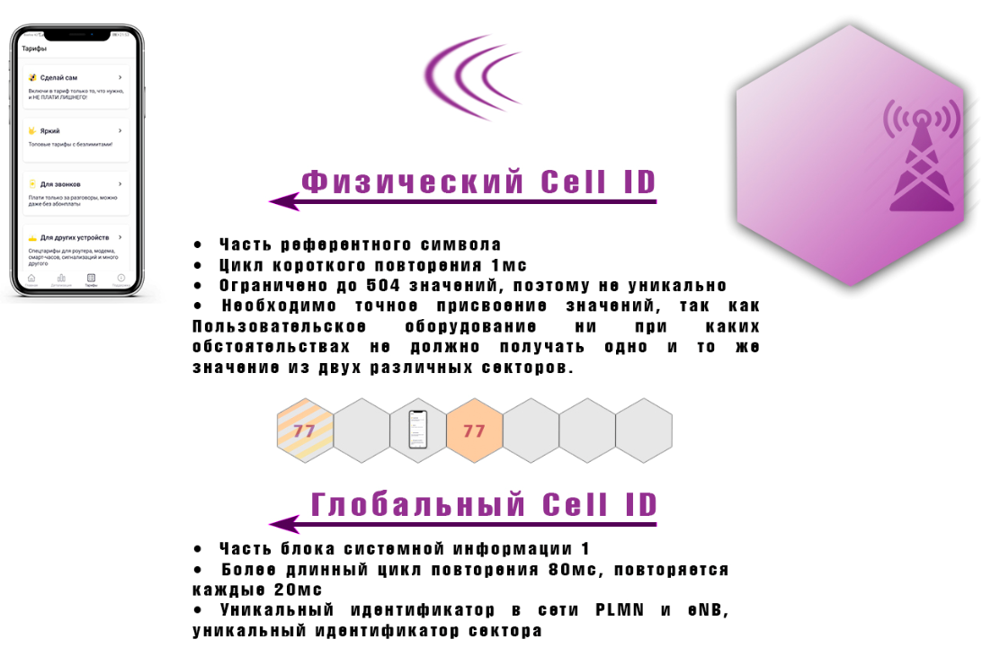 Тарифы
Сделай сам
Включи в тариф только то, что нужно,
и НЕ ПЛАТИ ЛИШНЕГО!
Яркий
Топовые тарифы с безлимитами!
Для звонков
Плати только за разговоры, можно
даже без абонплаты
Для других устройств
Спецтарифы для роутера, модема,
смарт-часов, сигнализаций и много
другого
Тарифы
Физический Cell ID
• Часть референтного символа
• Цикл короткого повторения 1мс
• Ограничено до 504 значений, поэтому не уникально
• Необходимо точное присвоение значений, так как
Пользовательское оборудование ни при каких
обстоятельствах не должно получать одно и то же
значение из двух различных секторов.
77 77
Глобальный Cell ID
• Часть блока системной информации 1
• Более длинный цикл повторения 80мс, повторяется
каждые 20мс
• Уникальный идентификатор в сети PLMN и eNB,
уникальный идентификатор сектора